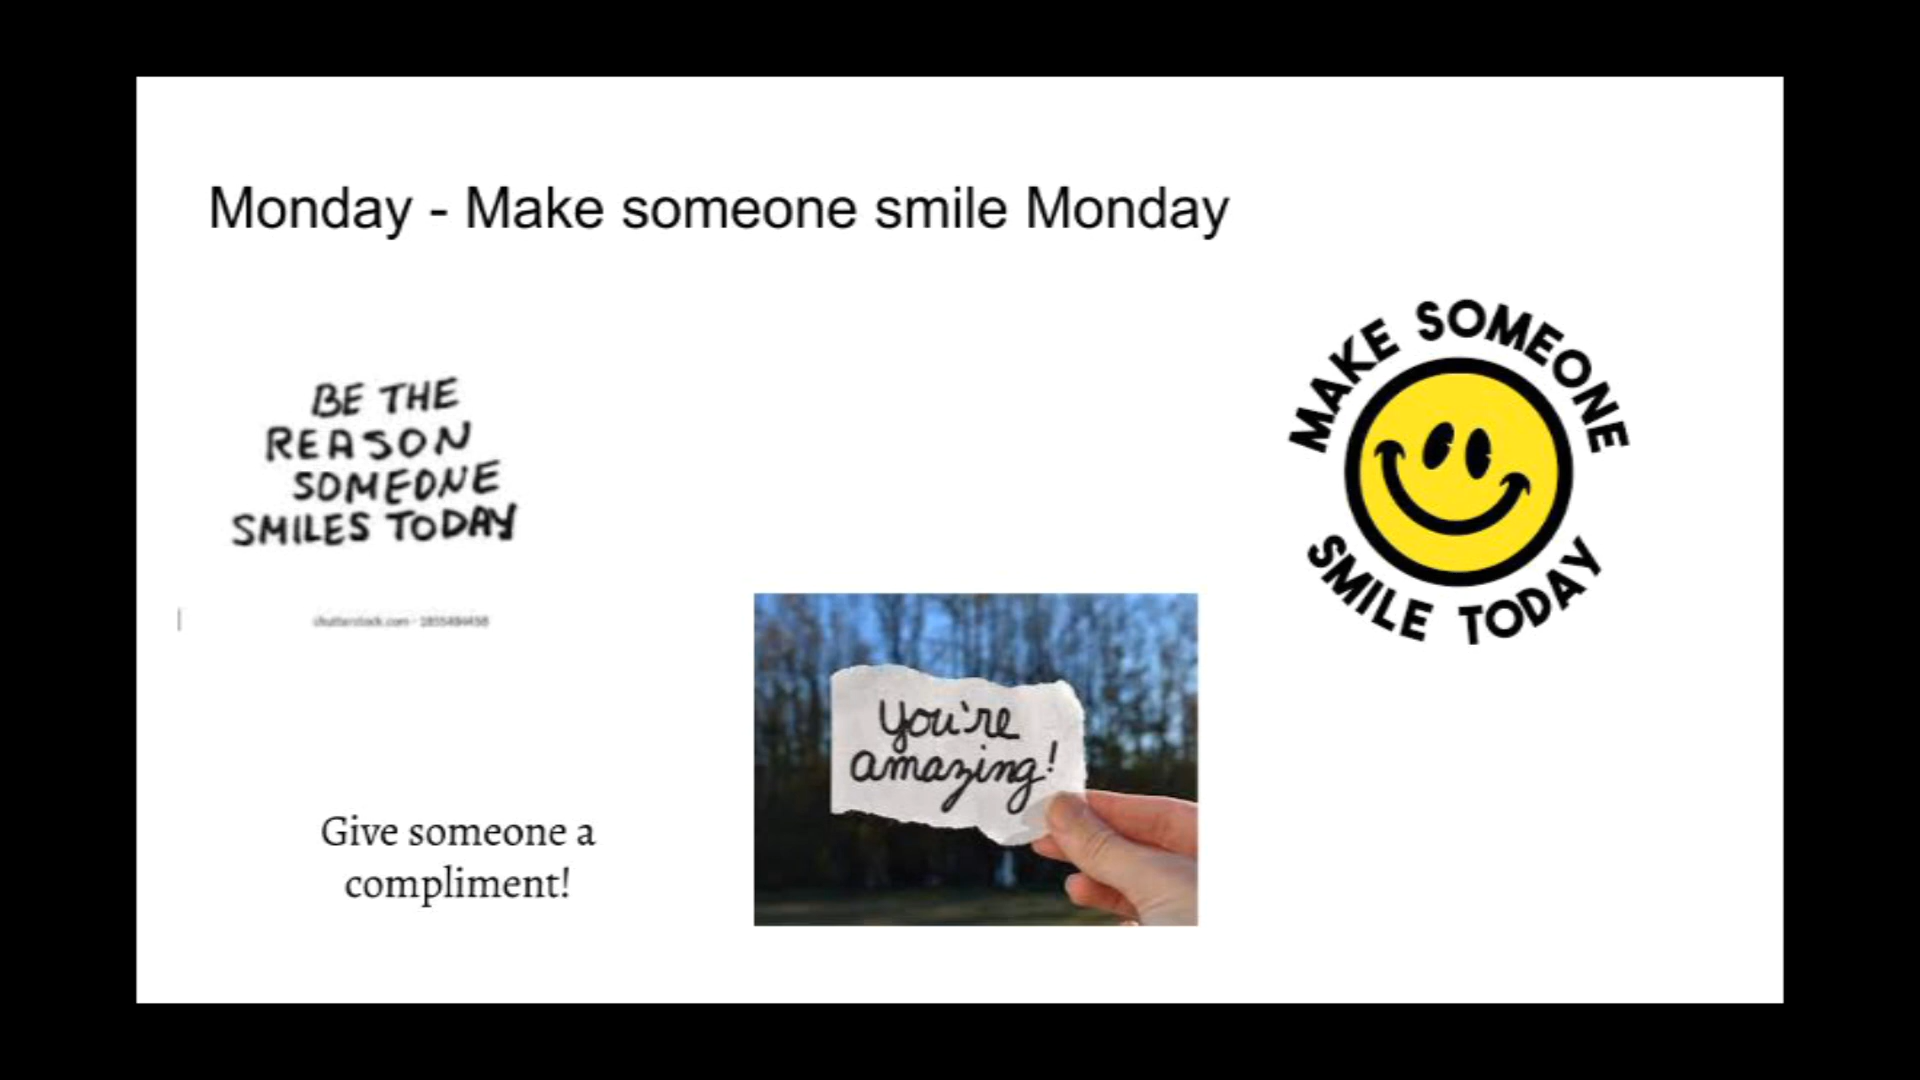 Monday - Make someone smile Monday
BE THE
REASON
SOMEONE
SMILES TODAY
shutterstock.com · 1855484458
MAKE SOMEONE
SMILE TODAY
You're
amazing!
Give someone a
compliment!